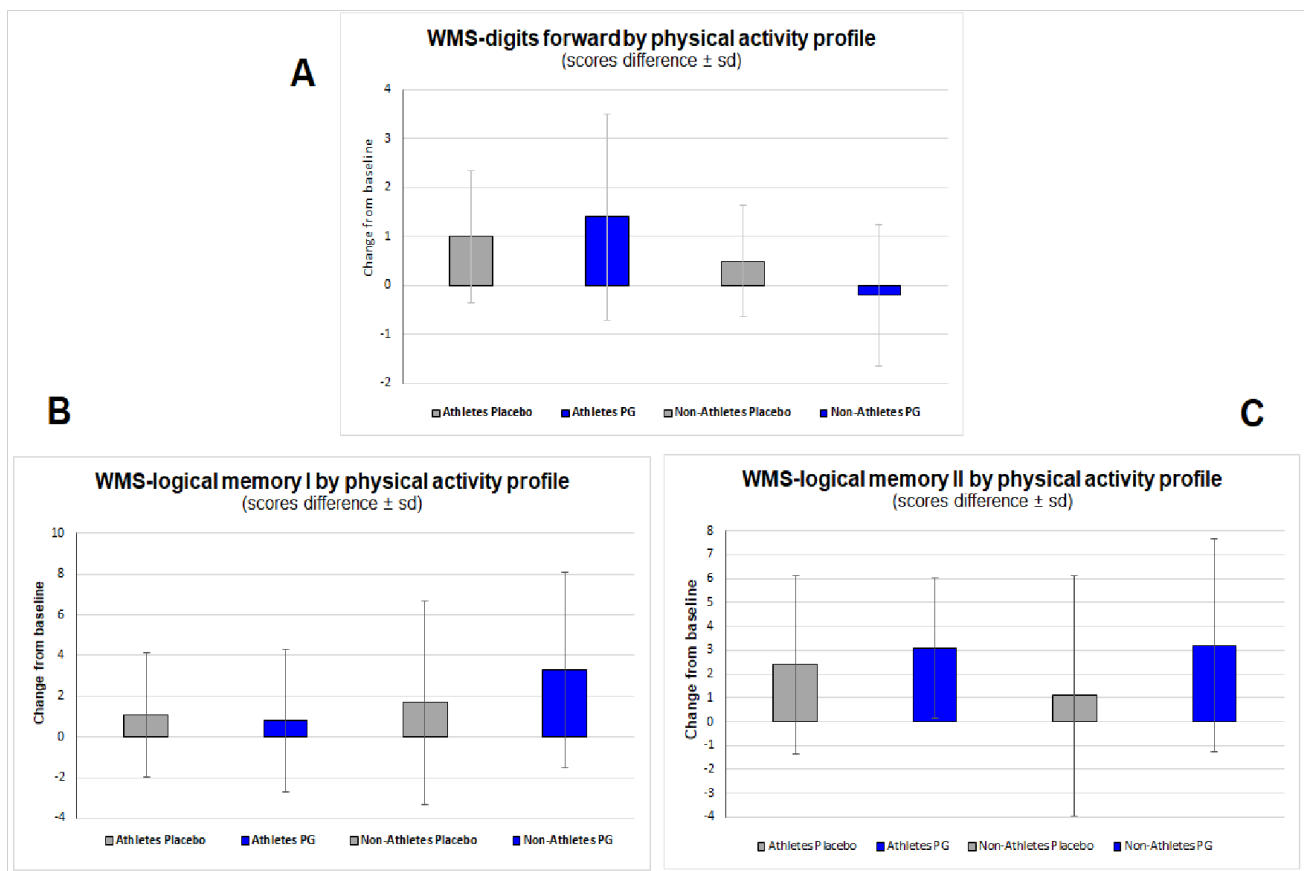 A
WMS-digits forward by physical activity profile
(scores difference ± sd)
Change from baseline
4
3
2
1
0
-1
-2
Athletes Placebo Athletes PG Non-Athletes Placebo Non-Athletes PG
B
WMS-logical memory I by physical activity profile
(scores difference ± sd)
Change from baseline
10
8
6
4
2
0
-2
-4
Athletes Placebo Athletes PG Non-Athletes Placebo Non-Athletes PG
C
WMS-logical memory II by physical activity profile
(scores difference ± sd)
Change from baseline
8
7
6
5
4
3
2
1
0
-1
-2
-3
-4
Athletes Placebo Athletes PG Non-Athletes Placebo Non-Athletes PG